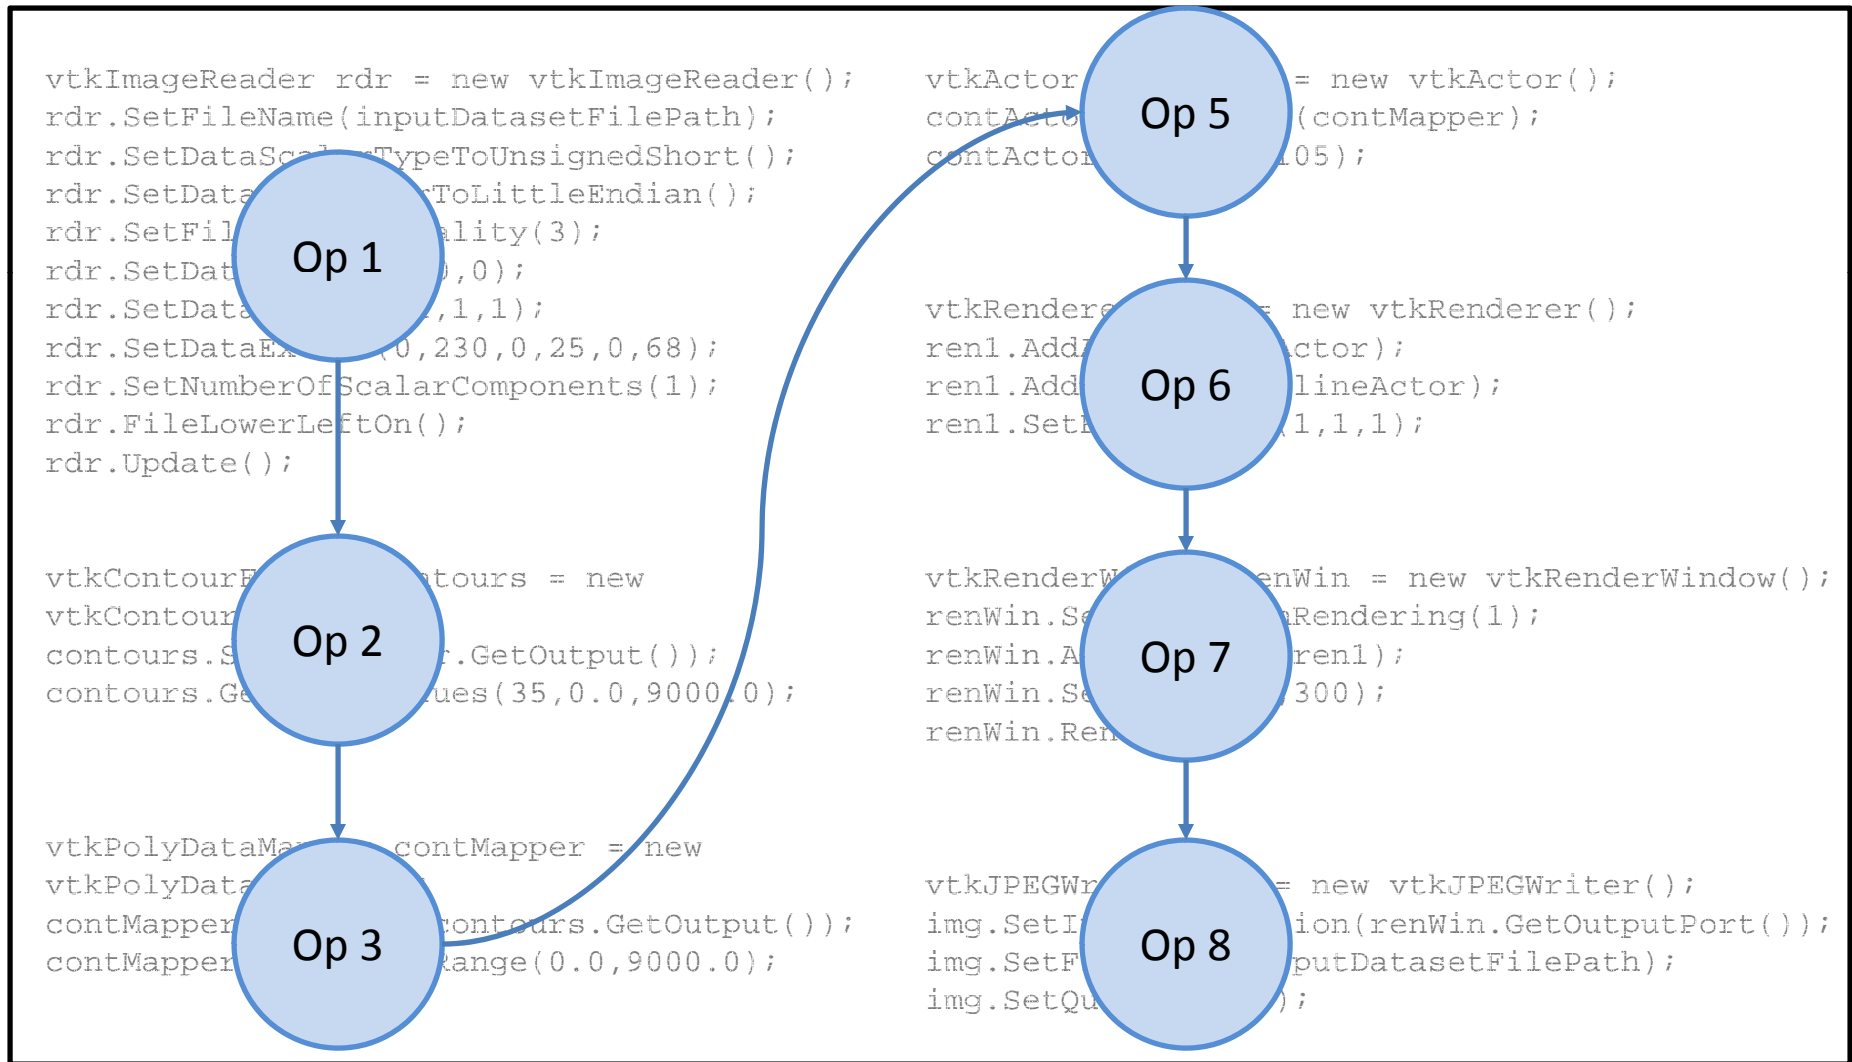 vtkImageReader rdr = new vtkImageReader();
rdr.SetFileName(inputDatasetFilePath);
rdr.SetDataSc TypeToUnsignedShort();
rdr.SetData rToLittleEndian();
rdr.SetFil ality(3);
rdr.SetDat ,0);
rdr.SetData ,1,1);
rdr.SetDataEx (0,230,0,25,0,68);
rdr.SetNumberOfScalarComponents(1);
rdr.FileLowerLeftOn();
rdr.Update();
Op 1
vtkContour tours = new
vtkContour
contours.S r.GetOutput());
contours.Ge ues(35,0.0,9000.0);
Op 2
vtkPolyDataMa contMapper = new
vtkPolyData
contMapper contours.GetOutput());
contMapper Range(0.0,9000.0);
Op 3
vtkActor = new vtkActor();
contActo (contMapper);
contActor 105);
Op 5
vtkRendere = new vtkRenderer();
ren1.AddA ctor);
ren1.Add lineActor);
ren1.Set (1,1,1);
Op 6
vtkRenderW enWin = new vtkRenderWindow();
renWin.Se nRendering(1);
renWin.A ren1);
renWin.Se ,300);
renWin.Ren
Op 7
vtkJPEGWr = new vtkJPEGWriter();
img.SetI ion(renWin.GetOutputPort());
img.SetF putDatasetFilePath);
img.SetQu );
Op 8